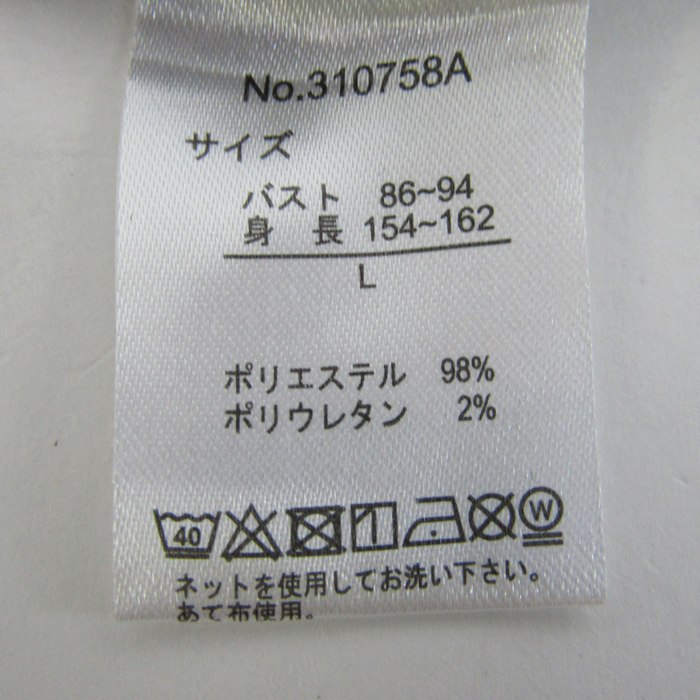 No.310758A
サイズ
バスト 86~94
身 長 154~162
L
ポリエステル 98%
ポリウレタン 2%
40 W
ネットを使用してお洗い下さい。
あて布使用。